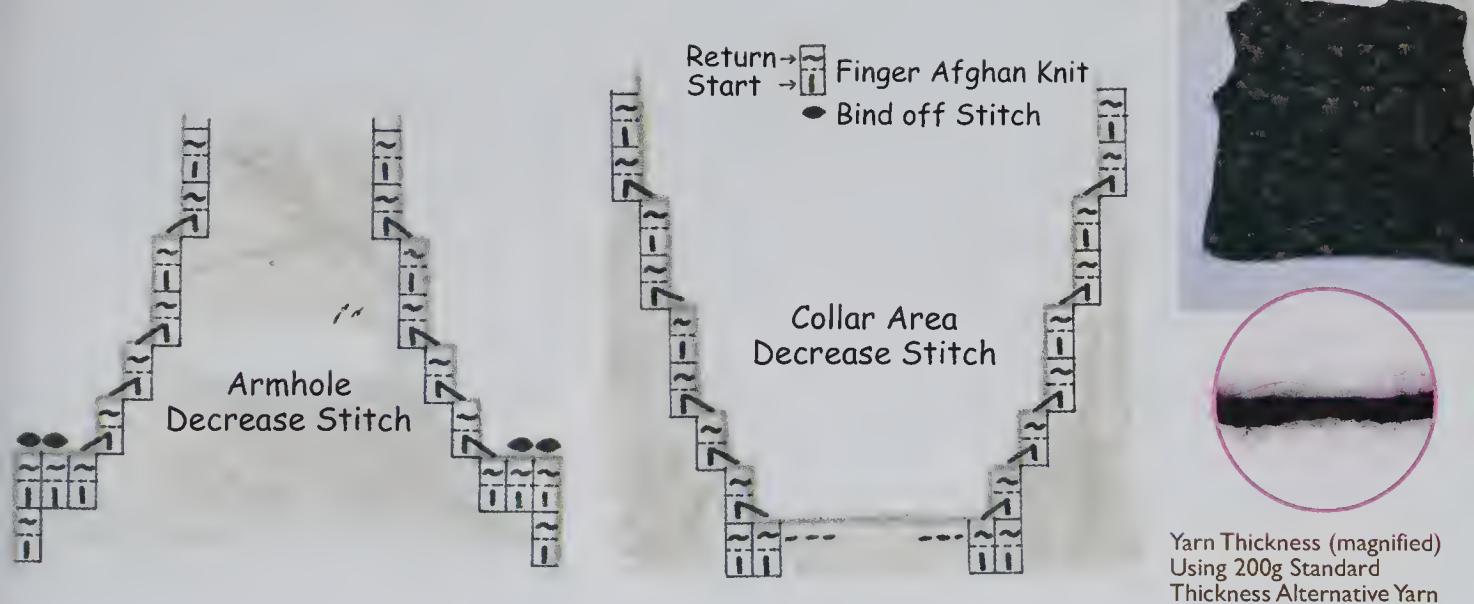 Return→
Start → Finger Afghan Knit
Bind off Stitch
Armhole
Decrease Stitch
Collar Area
Decrease Stitch
Yarn Thickness (magnified)
Using 200g Standard
Thickness Alternative Yarn